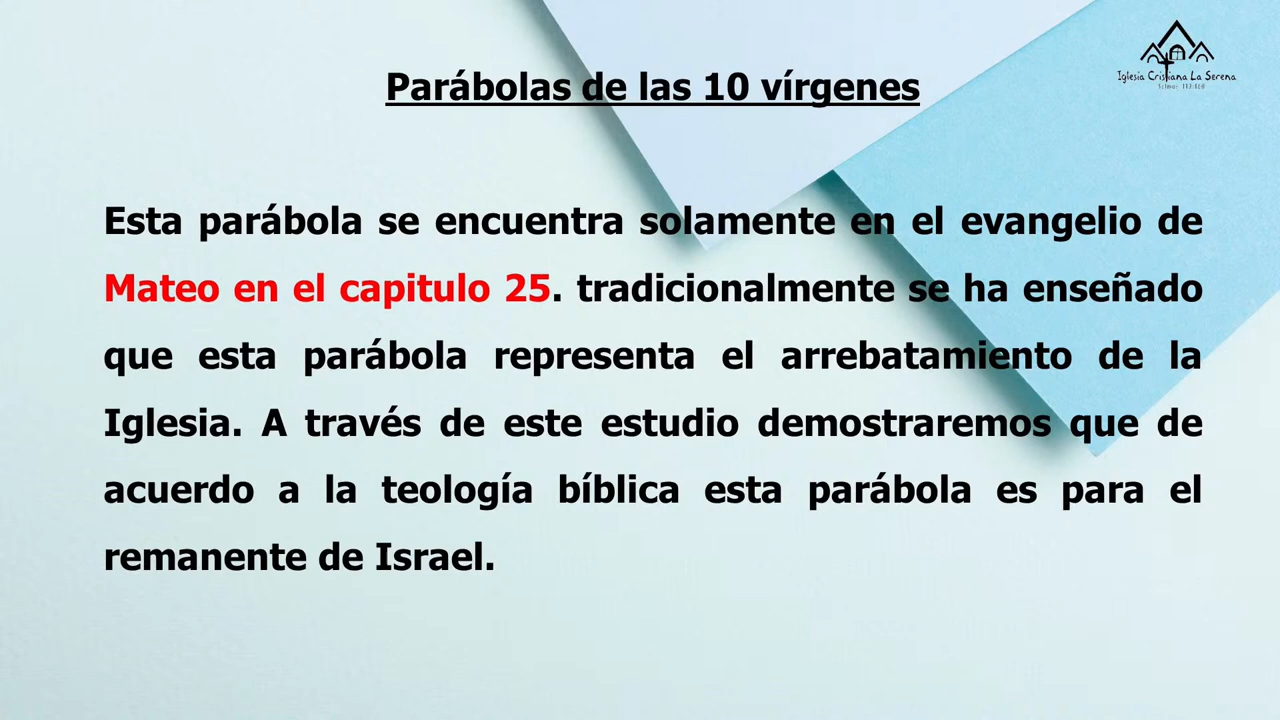 Iglesia Cristiana La Serena
Parábolas de las 10 vírgenes
Esta parábola se encuentra solamente en el evangelio de
Mateo en el capitulo 25. tradicionalmente se ha enseñado
que esta parábola representa el arrebatamiento de la
Iglesia. A través de este estudio demostraremos que de
acuerdo a la teología bíblica esta parábola es para el
remanente de Israel.